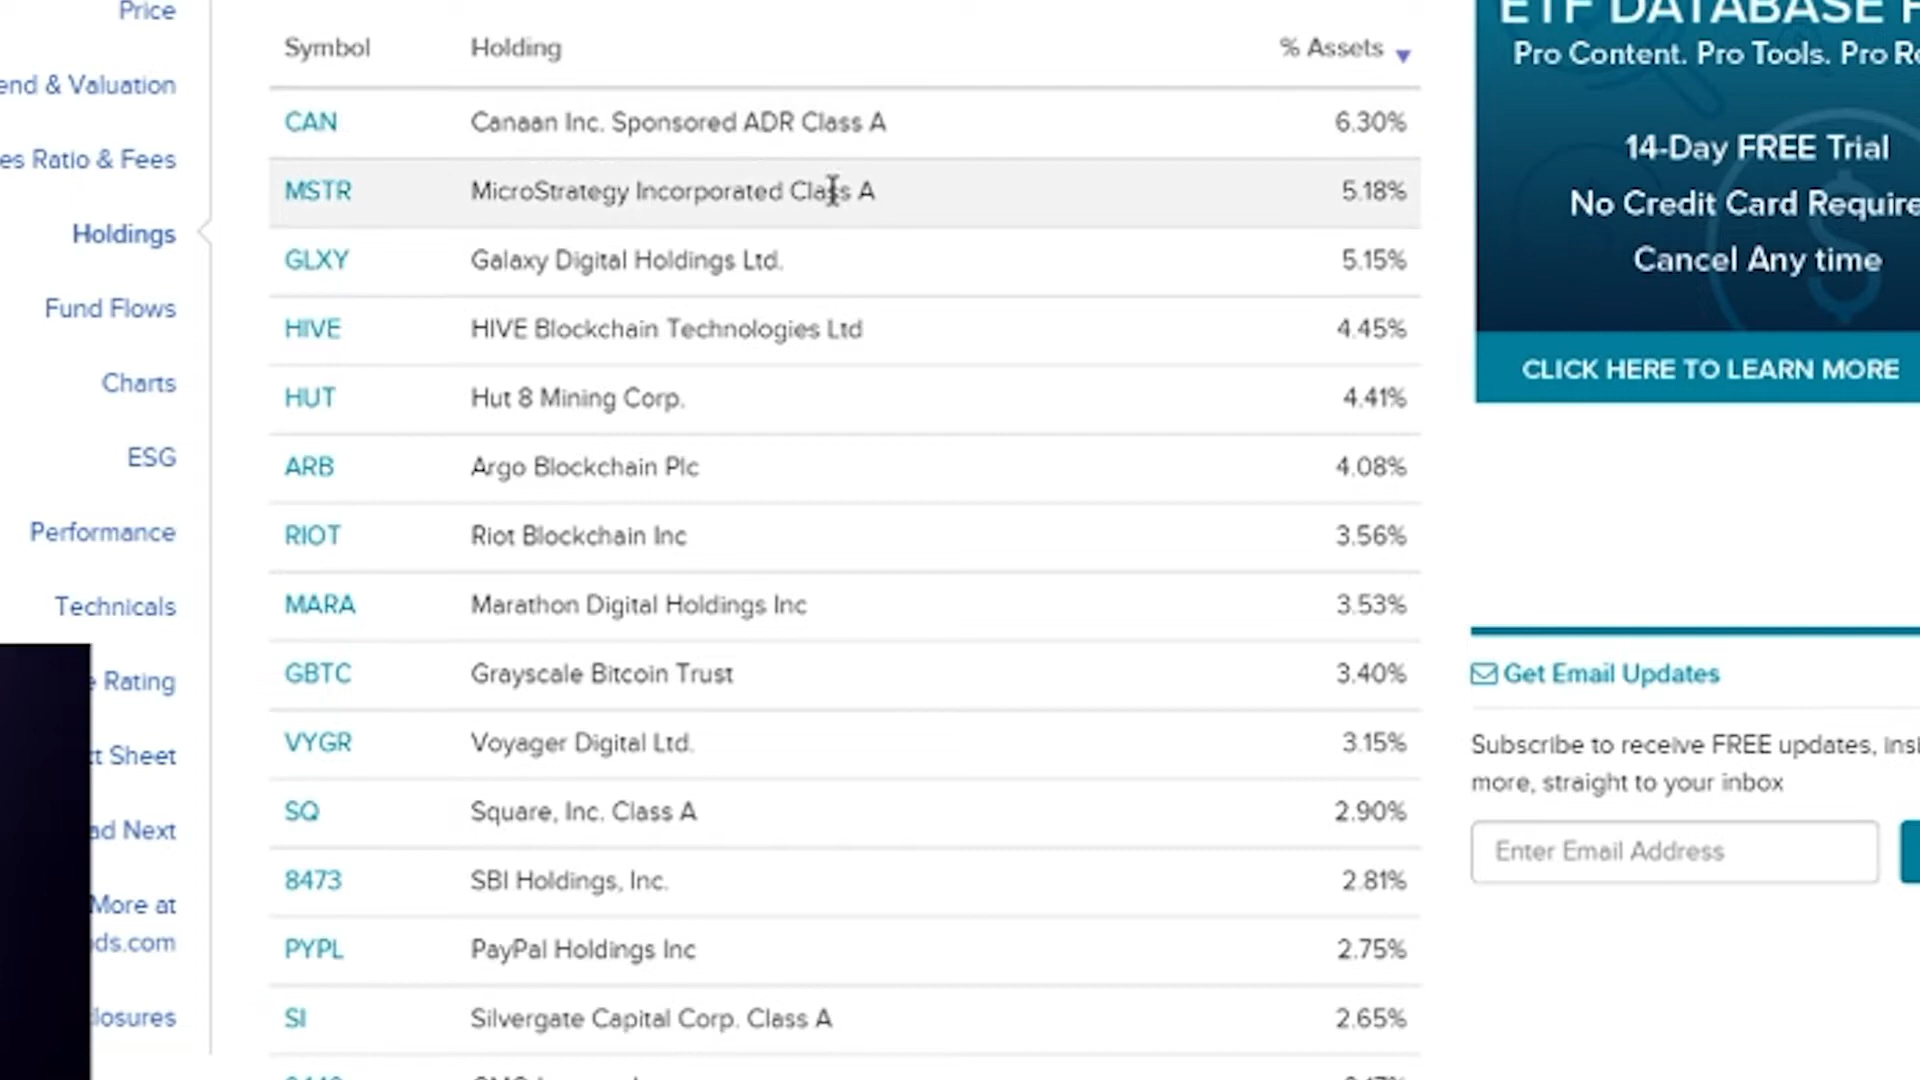 Price
end & Valuation
es Ratio & Fees
Holdings
Fund Flows
Charts
ESG
Performance
Technicals
Rating
t Sheet
ad Next
More at
ds.com
losures
Symbol Holding % Assets
CAN Canaan Inc. Sponsored ADR Class A 6.30%
MSTR MicroStrategy Incorporated Class A 5.18%
GLXY Galaxy Digital Holdings Ltd. 5.15%
HIVE HIVE Blockchain Technologies Ltd 4.45%
HUT Hut 8 Mining Corp. 4.41%
ARB Argo Blockchain Plc 4.08%
RIOT Riot Blockchain Inc 3.56%
MARA Marathon Digital Holdings Inc 3.53%
GBTC Grayscale Bitcoin Trust 3.40%
VYGR Voyager Digital Ltd. 3.15%
SQ Square, Inc. Class A 2.90%
8473 SBI Holdings, Inc. 2.81%
PYPL PayPal Holdings Inc 2.75%
SI Silvergate Capital Corp. Class A 2.65%
ETF DATABASE
Pro Content. Pro Tools. Pro Re
14-Day FREE Trial
No Credit Card Require
Cancel Any time
CLICK HERE TO LEARN MORE
Get Email Updates
Subscribe to receive FREE updates, insi
more, straight to your inbox
Enter Email Address